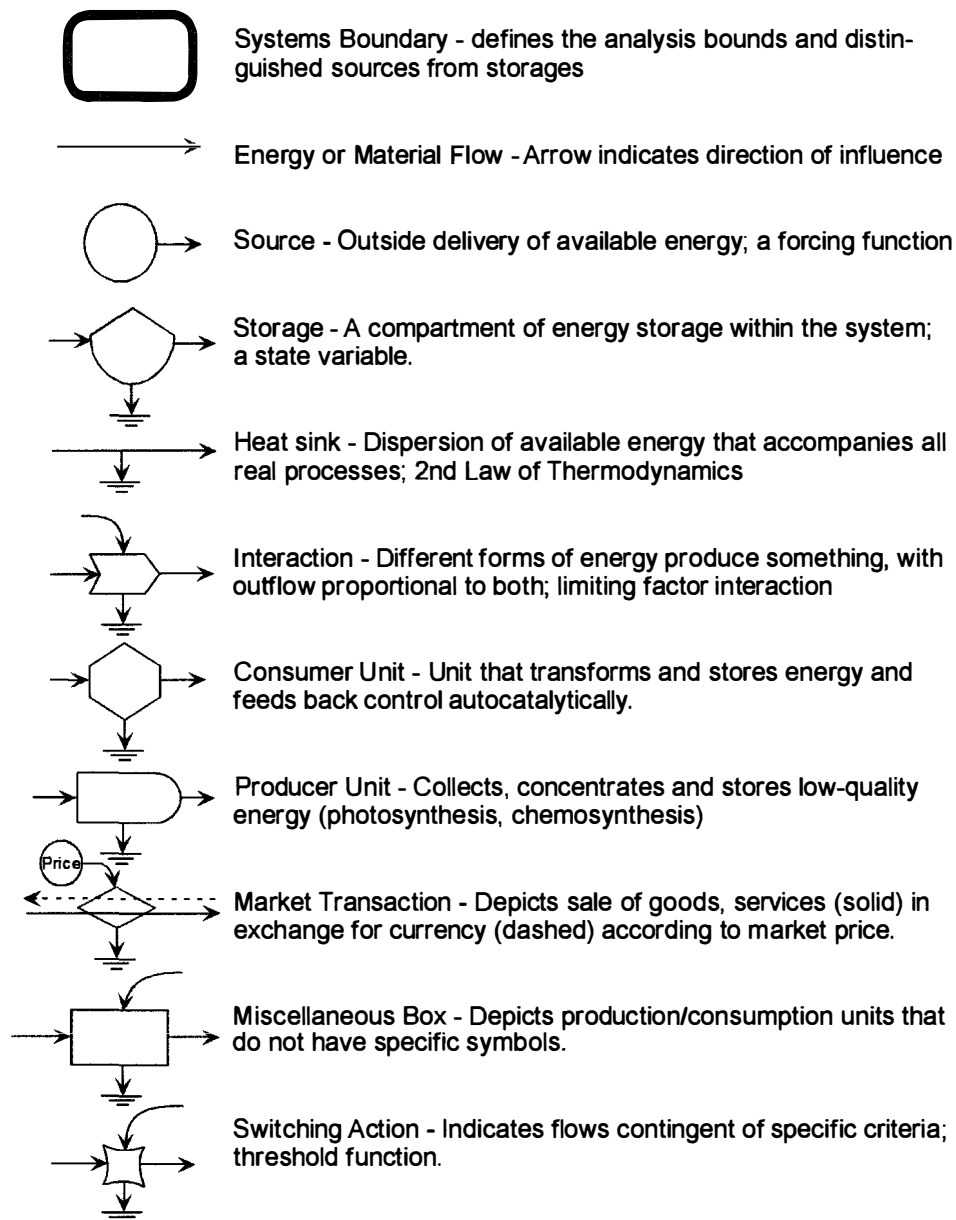 Systems Boundary - defines the analysis bounds and distin-
guished sources from storages
Energy or Material Flow - Arrow indicates direction of influence
Source - Outside delivery of available energy; a forcing function
Storage - A compartment of energy storage within the system;
a state variable.
Heat sink - Dispersion of available energy that accompanies all
real processes; 2nd Law of Thermodynamics
Interaction - Different forms of energy produce something, with
outflow proportional to both; limiting factor interaction
Consumer Unit - Unit that transforms and stores energy and
feeds back control autocatalytically.
Producer Unit - Collects, concentrates and stores low-quality
energy (photosynthesis, chemosynthesis)
Price
Market Transaction - Depicts sale of goods, services (solid) in
exchange for currency (dashed) according to market price.
Miscellaneous Box - Depicts production/consumption units that
do not have specific symbols.
Switching Action - Indicates flows contingent of specific criteria;
threshold function.